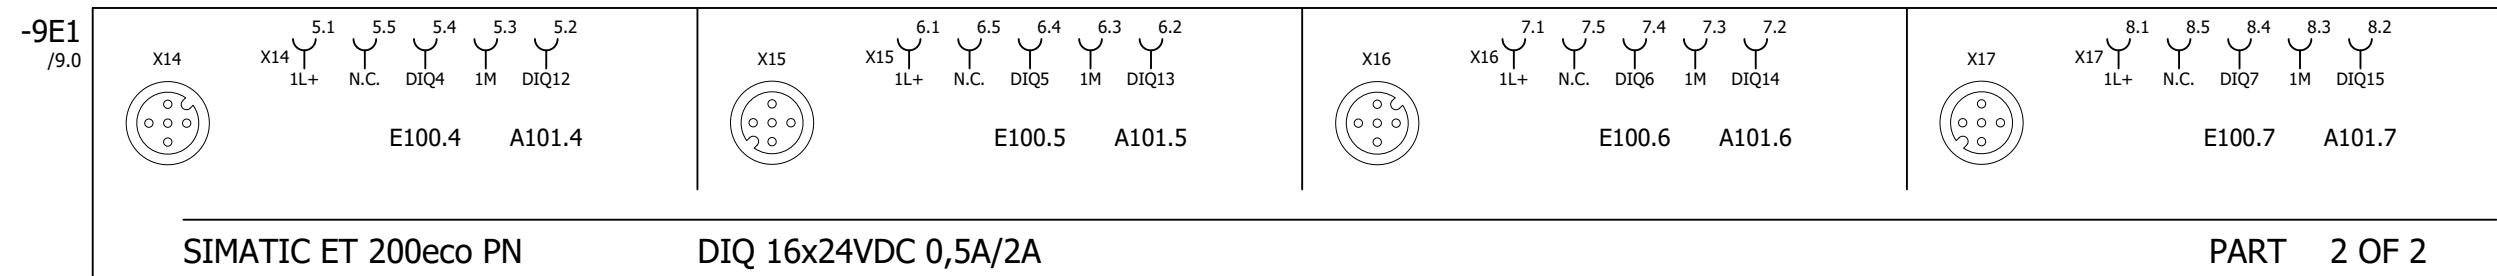 -9E1
/9.0
5.1 5.5 5.4 5.3 5.2
X14 X14
1L+ N.C. DIQ4 1M DIQ12
E100.4 A101.4
6.1 6.5 6.4 6.3 6.2
X15 X15
1L+ N.C. DIQ5 1M DIQ13
E100.5 A101.5
7.1 7.5 7.4 7.3 7.2
X16 X16
1L+ N.C. DIQ6 1M DIQ14
E100.6 A101.6
8.1 8.5 8.4 8.3 8.2
X17 X17
1L+ N.C. DIQ7 1M DIQ15
E100.7 A101.7
SIMATIC ET 200eco PN DIQ 16x24VDC 0,5A/2A PART 2 OF 2